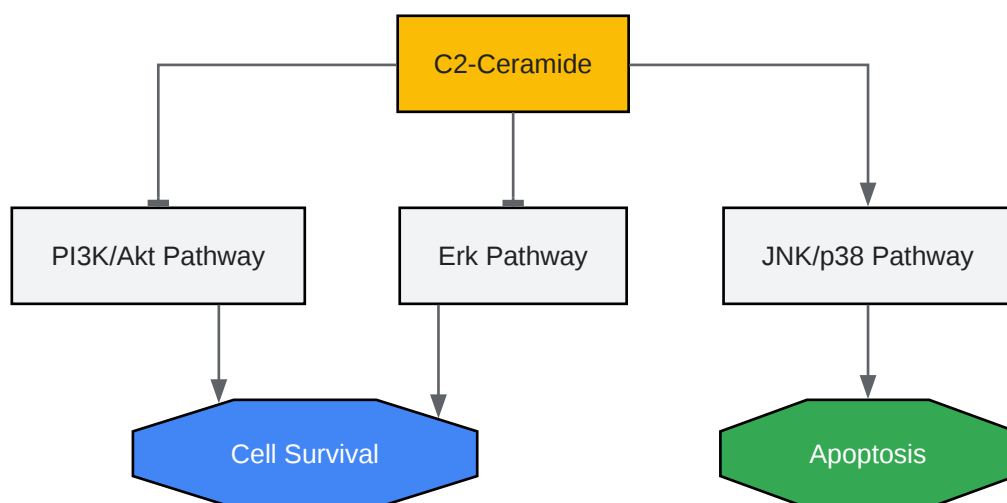 C2-Ceramide
PI3K/Akt Pathway
Erk Pathway
JNK/p38 Pathway
Cell Survival
Apoptosis